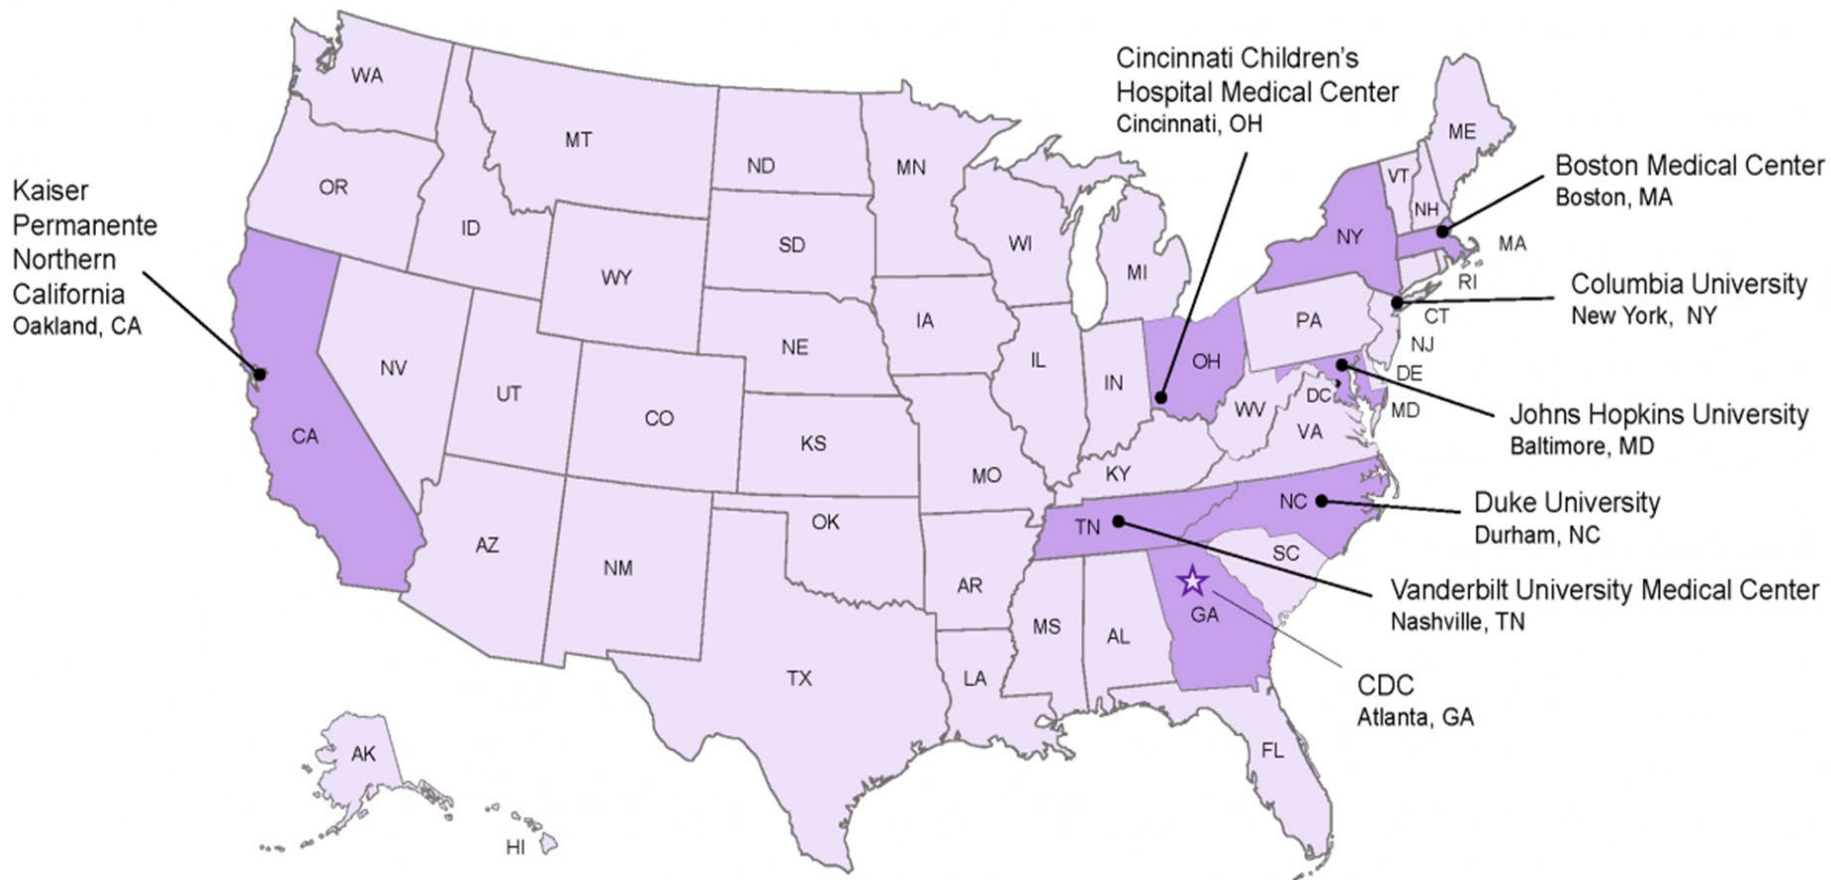 Kaiser
Permanente
Northern
California
Oakland, CA
Cincinnati Children's
Hospital Medical Center
Cincinnati, OH
Boston Medical Center
Boston, MA
Columbia University
New York, NY
Johns Hopkins University
Baltimore, MD
Duke University
Durham, NC
Vanderbilt University Medical Center
Nashville, TN
CDC
Atlanta, GA
WA
MT
ND
MN
ME
OR
ID
SD
WI
MI
VT
NH
NY
MA
RI
WY
IA
NE
PA
CT
NJ
NV
UT
CO
IL
IN
OH
DE
DC
MD
WV
VA
CA
KS
MO
KY
AZ
NM
OK
TN
NC
AR
SC
MS
AL
GA
TX
LA
FL
AK
HI